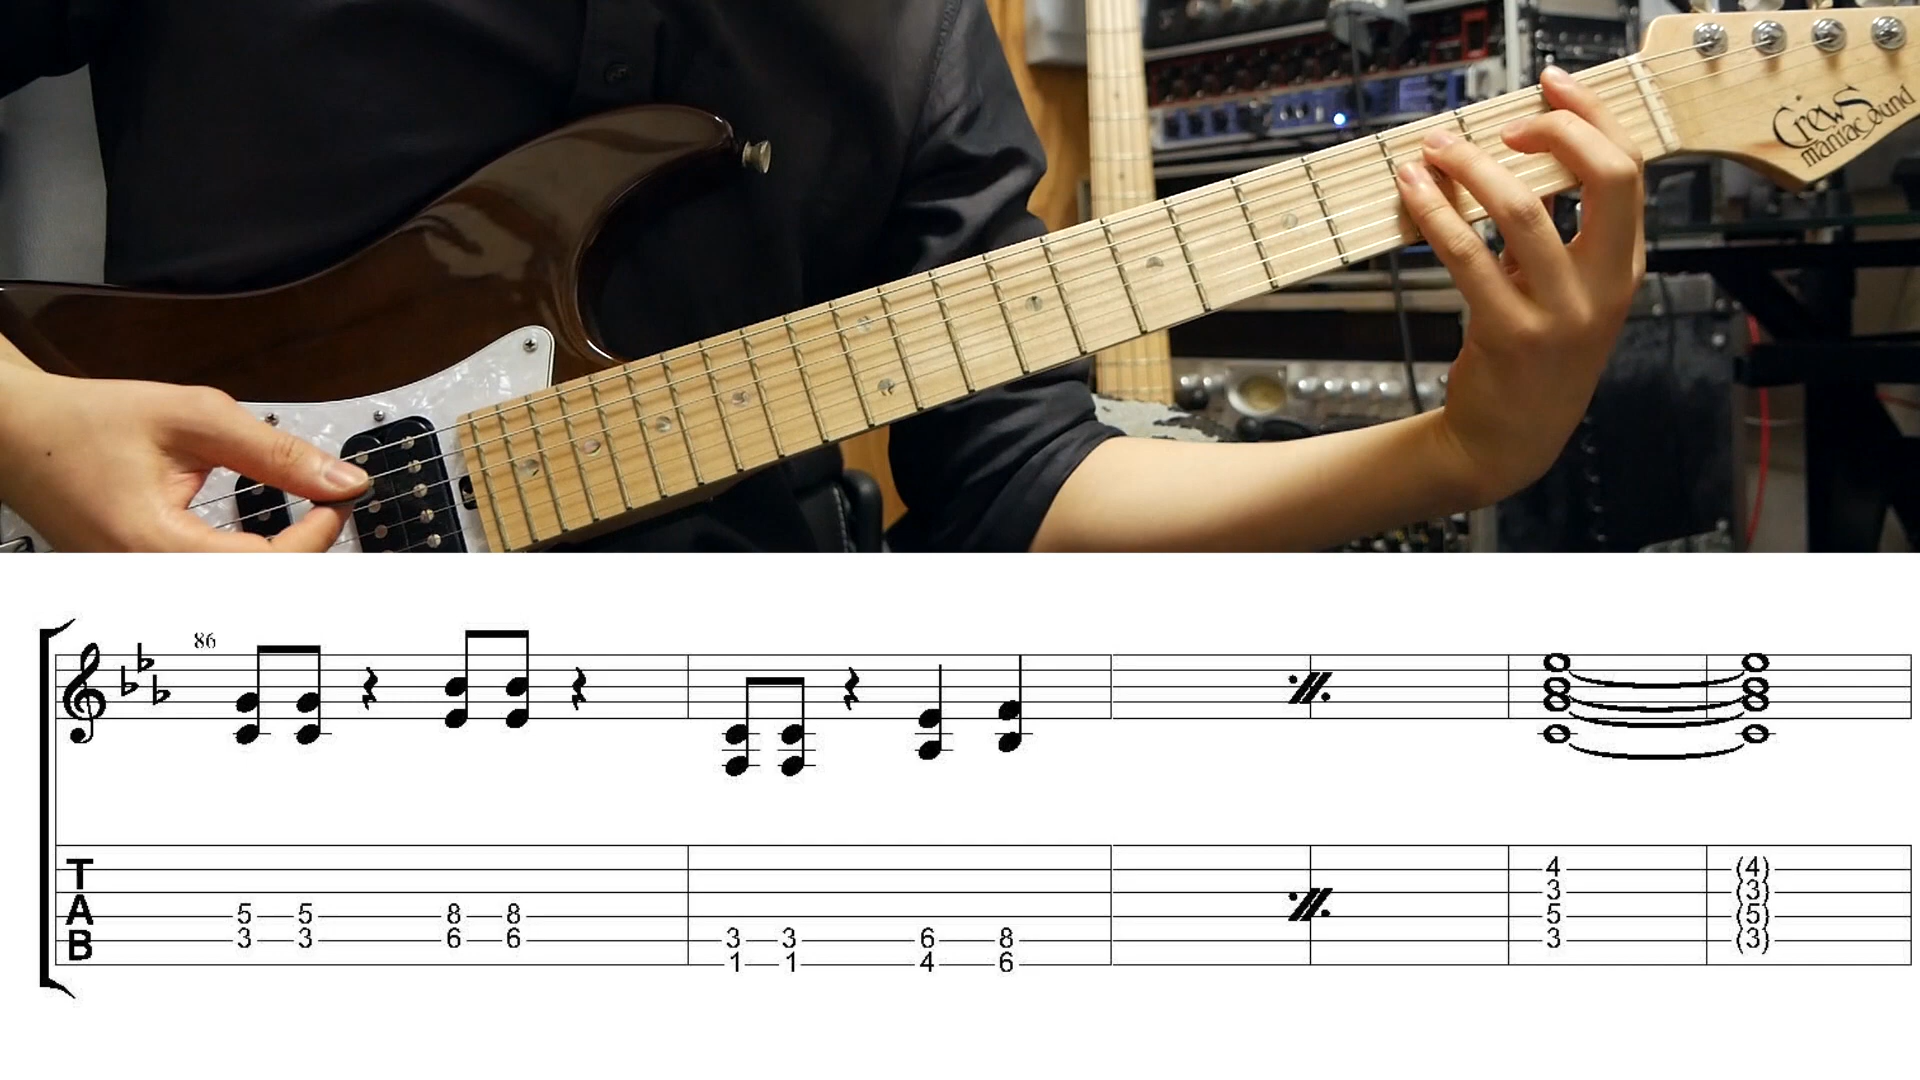 Crews
maniac sound
86
T
A
B
4 (4)
3 (3)
5 5 8 8 5 (5)
3 3 6 6 3 3 6 8 3 (3)
1 1 4 6